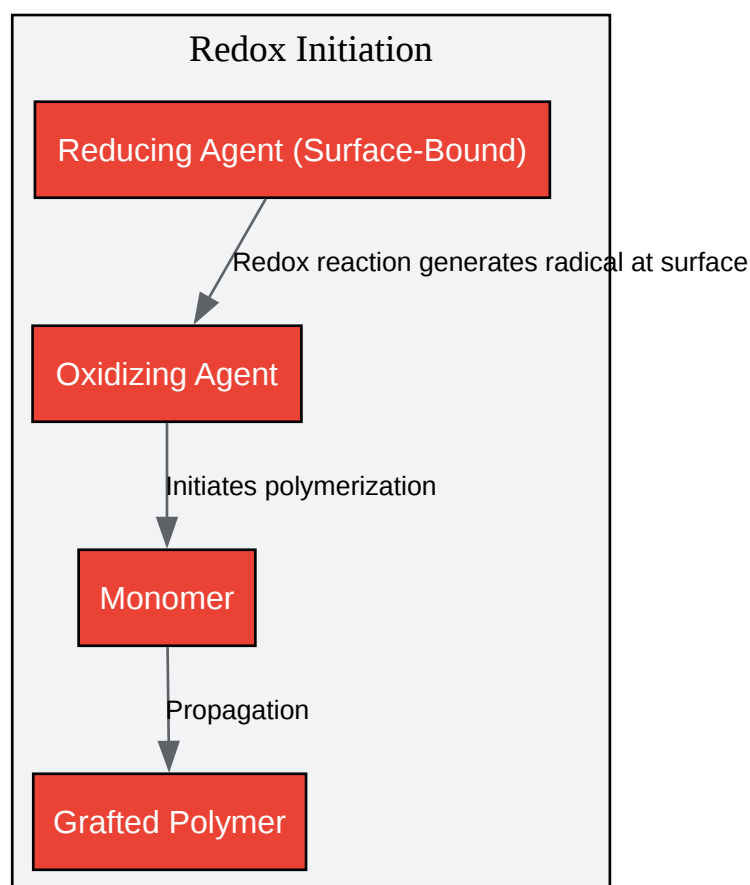 Redox Initiation
Reducing Agent (Surface-Bound)
Redox reaction generates radical at surface
Oxidizing Agent
Initiates polymerization
Monomer
Propagation
Grafted Polymer